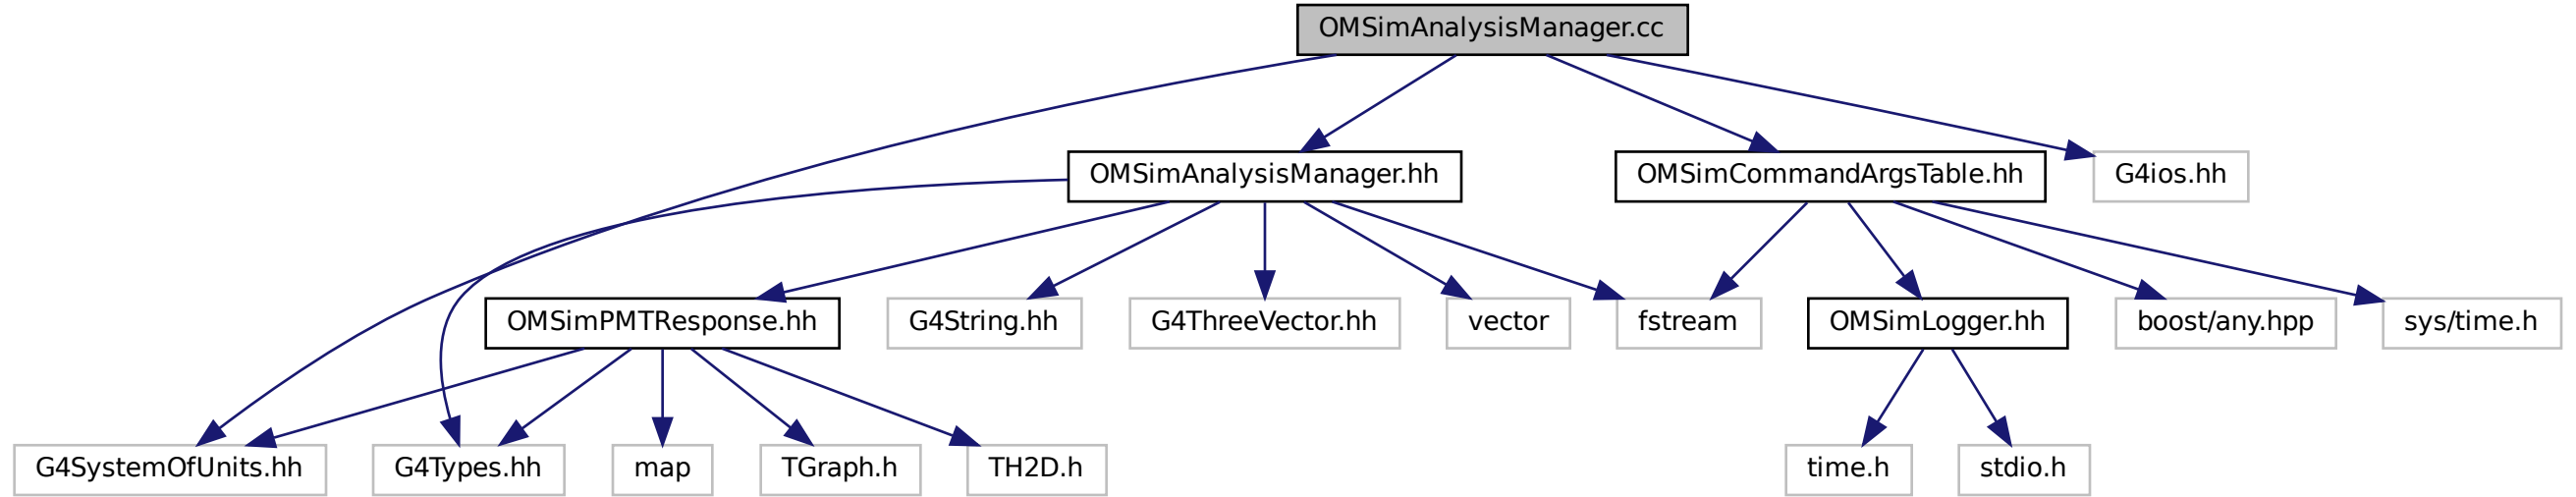 OMSimAnalysisManager.cc
OMSimAnalysisManager.hh
OMSimCommandArgsTable.hh
G4ios.hh
OMSimPMTResponse.hh
G4String.hh
G4ThreeVector.hh
vector
fstream
OMSimLogger.hh
boost/any.hpp
sys/time.h
G4SystemOfUnits.hh
G4Types.hh
map
TGraph.h
TH2D.h
time.h
stdio.h